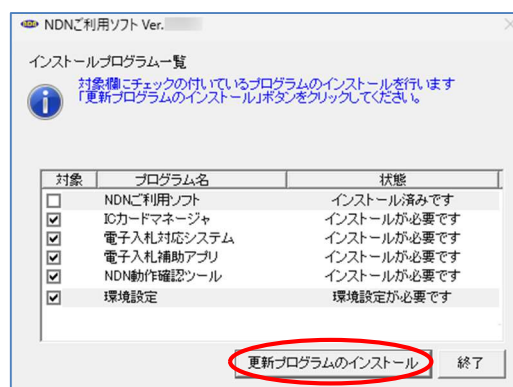 NDNご利用ソフト Ver.
インストールプログラム一覧
対象欄にチェックの付いているプログラムのインストールを行います
「更新プログラムのインストール」ボタンをクリックしてください。
対象 プログラム名 状態
NDNご利用ソフト インストール済みです
ICカードマネージャ インストールが必要です
電子入札対応システム インストールが必要です
電子入札補助アプリ インストールが必要です
NDN動作確認ツール インストールが必要です
環境設定 環境設定が必要です
更新プログラムのインストール 終了